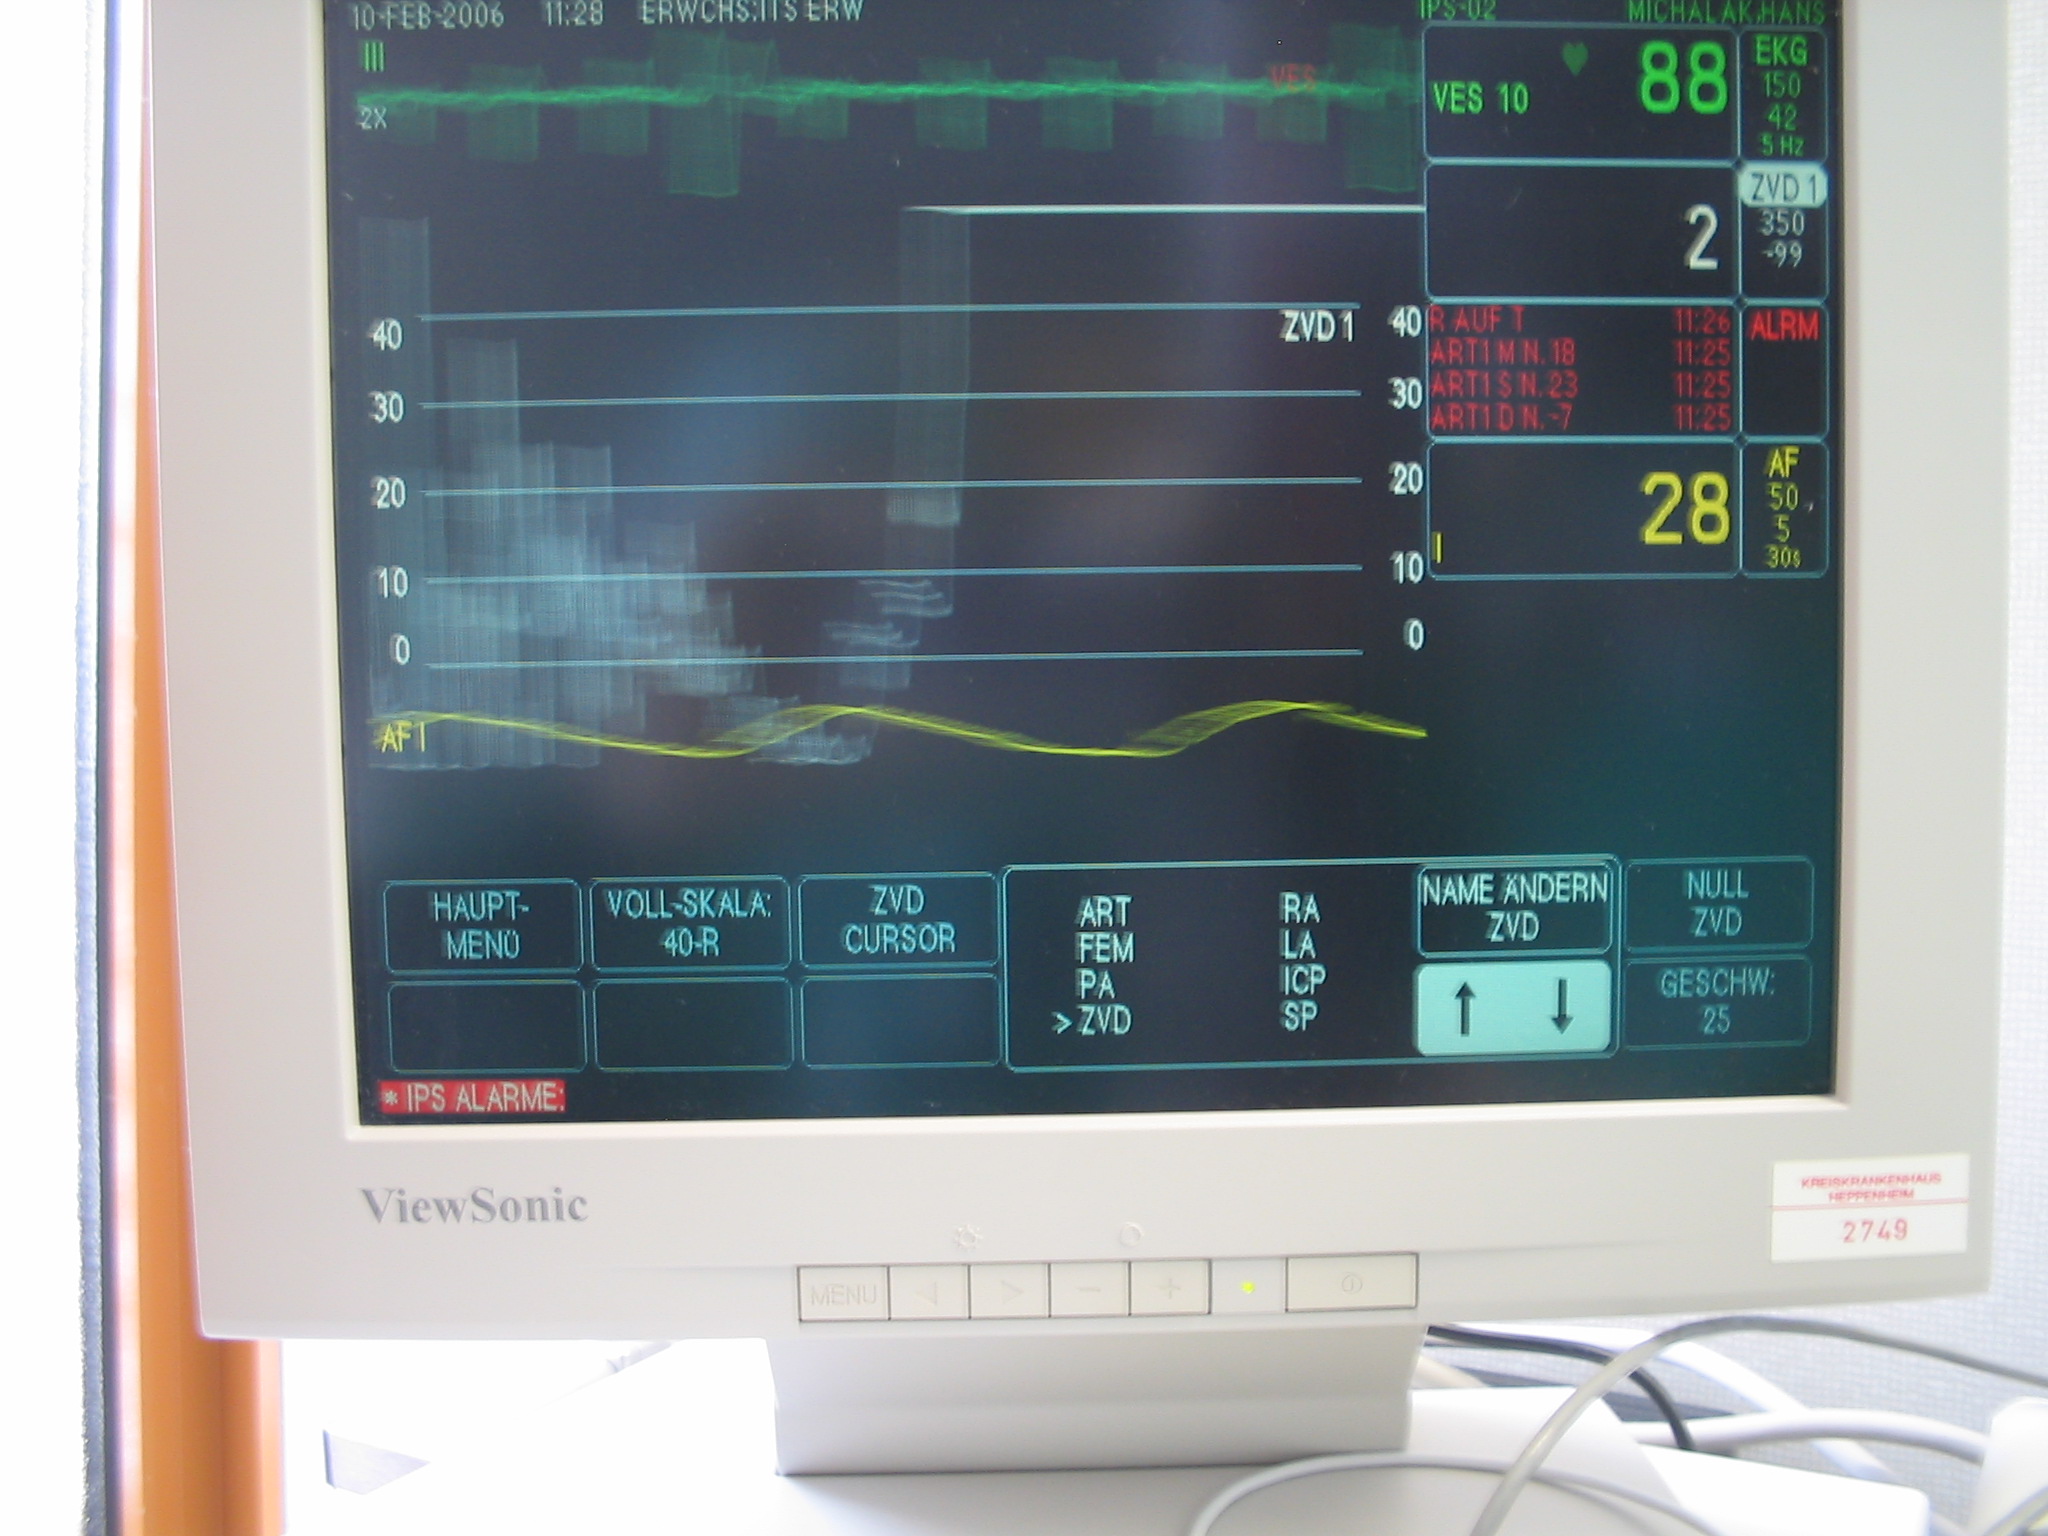 10-FEB-2006 11:28 ERWCHS:ITS ERW IPS-02 MICHALAK,HANS
III
2X
VES
VES 10 88
EKG
150
42
5 Hz
2
ZVD 1
350
-99
ZVD 1
40 40
30 30
20 20
10 10
0 0
R AUF T 11:26
ART1 M N. 18 11:25
ART1 S N. 23 11:25
ART1 D N. -7 11:25
ALRM
I 28
AF
50
5
30s
AF I
HAUPT-
MENÜ
VOLL-SKALA:
40-R
ZVD
CURSOR
ART RA
FEM LA
PA ICP
>ZVD SP
NAME ÄNDERN
ZVD
↑ ↓
NULL
ZVD
GESCHW:
25
* IPS ALARME:
ViewSonic
KREISKRANKENHAUS
HEPPENHEIM
2749
MENU